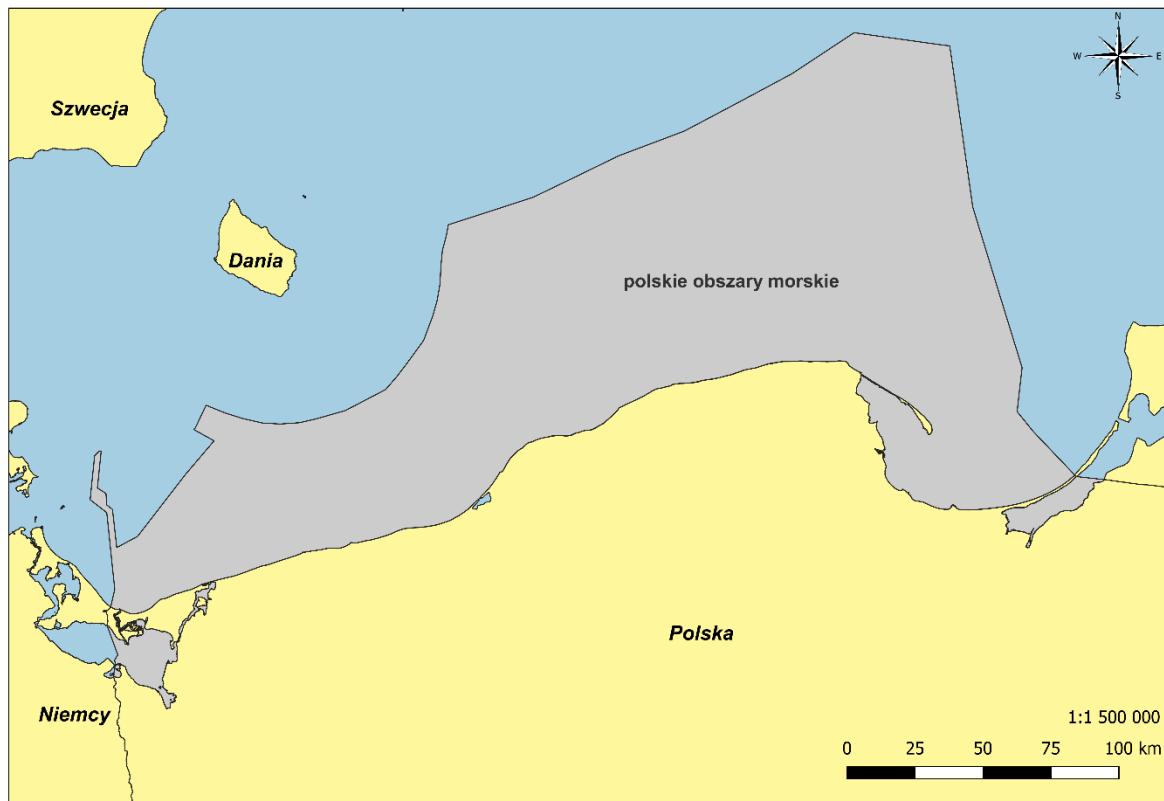 N
W E
S
Szwecja
Dania
polskie obszary morskie
Polska
Niemcy
1:1 500 000
0 25 50 75 100 km